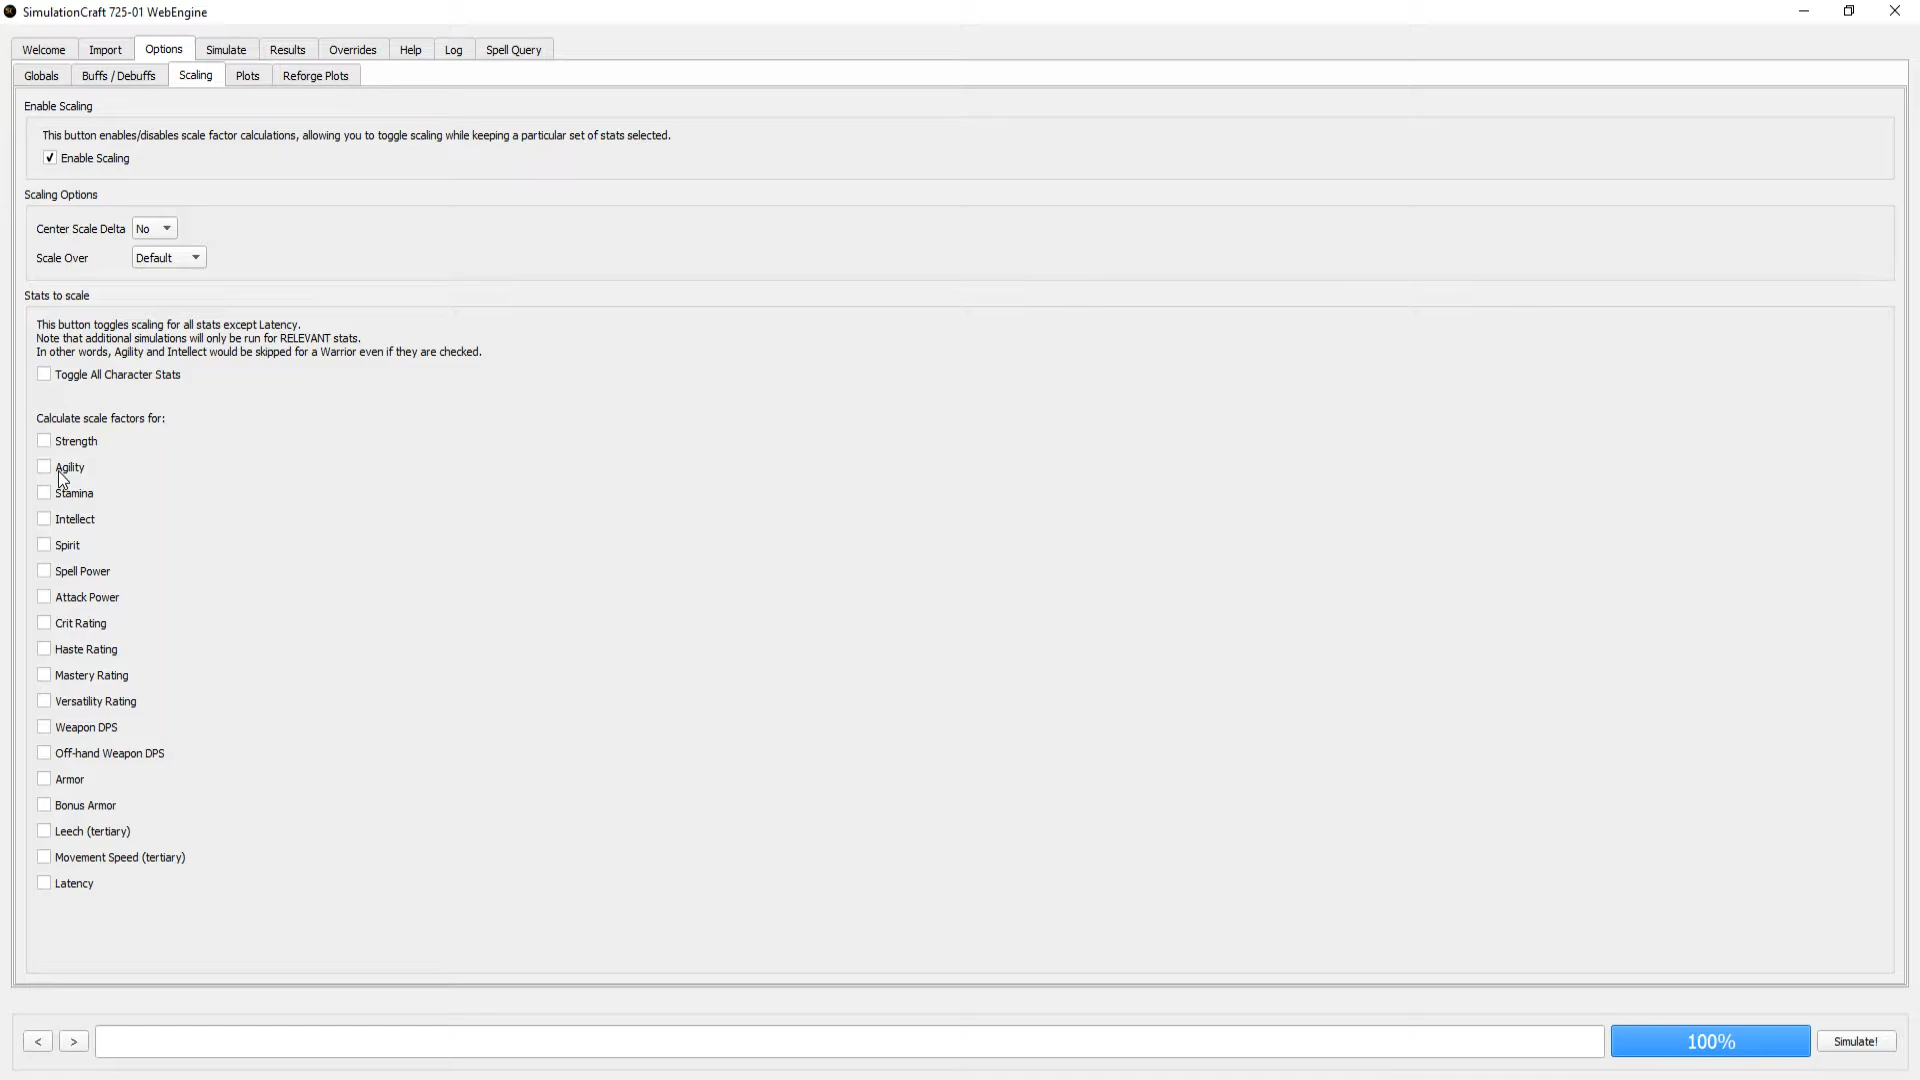 SimulationCraft 725-01 WebEngine
Welcome Import Options Simulate Results Overrides Help Log Spell Query
Globals Buffs / Debuffs Scaling Plots Reforge Plots
Enable Scaling
This button enables/disables scale factor calculations, allowing you to toggle scaling while keeping a particular set of stats selected.
Enable Scaling
Scaling Options
Center Scale Delta No
Scale Over Default
Stats to scale
This button toggles scaling for all stats except Latency.
Note that additional simulations will only be run for RELEVANT stats.
In other words, Agility and Intellect would be skipped for a Warrior even if they are checked.
Toggle All Character Stats
Calculate scale factors for:
Strength
Agility
Stamina
Intellect
Spirit
Spell Power
Attack Power
Crit Rating
Haste Rating
Mastery Rating
Versatility Rating
Weapon DPS
Off-hand Weapon DPS
Armor
Bonus Armor
Leech (tertiary)
Movement Speed (tertiary)
Latency
< > 100% Simulate!